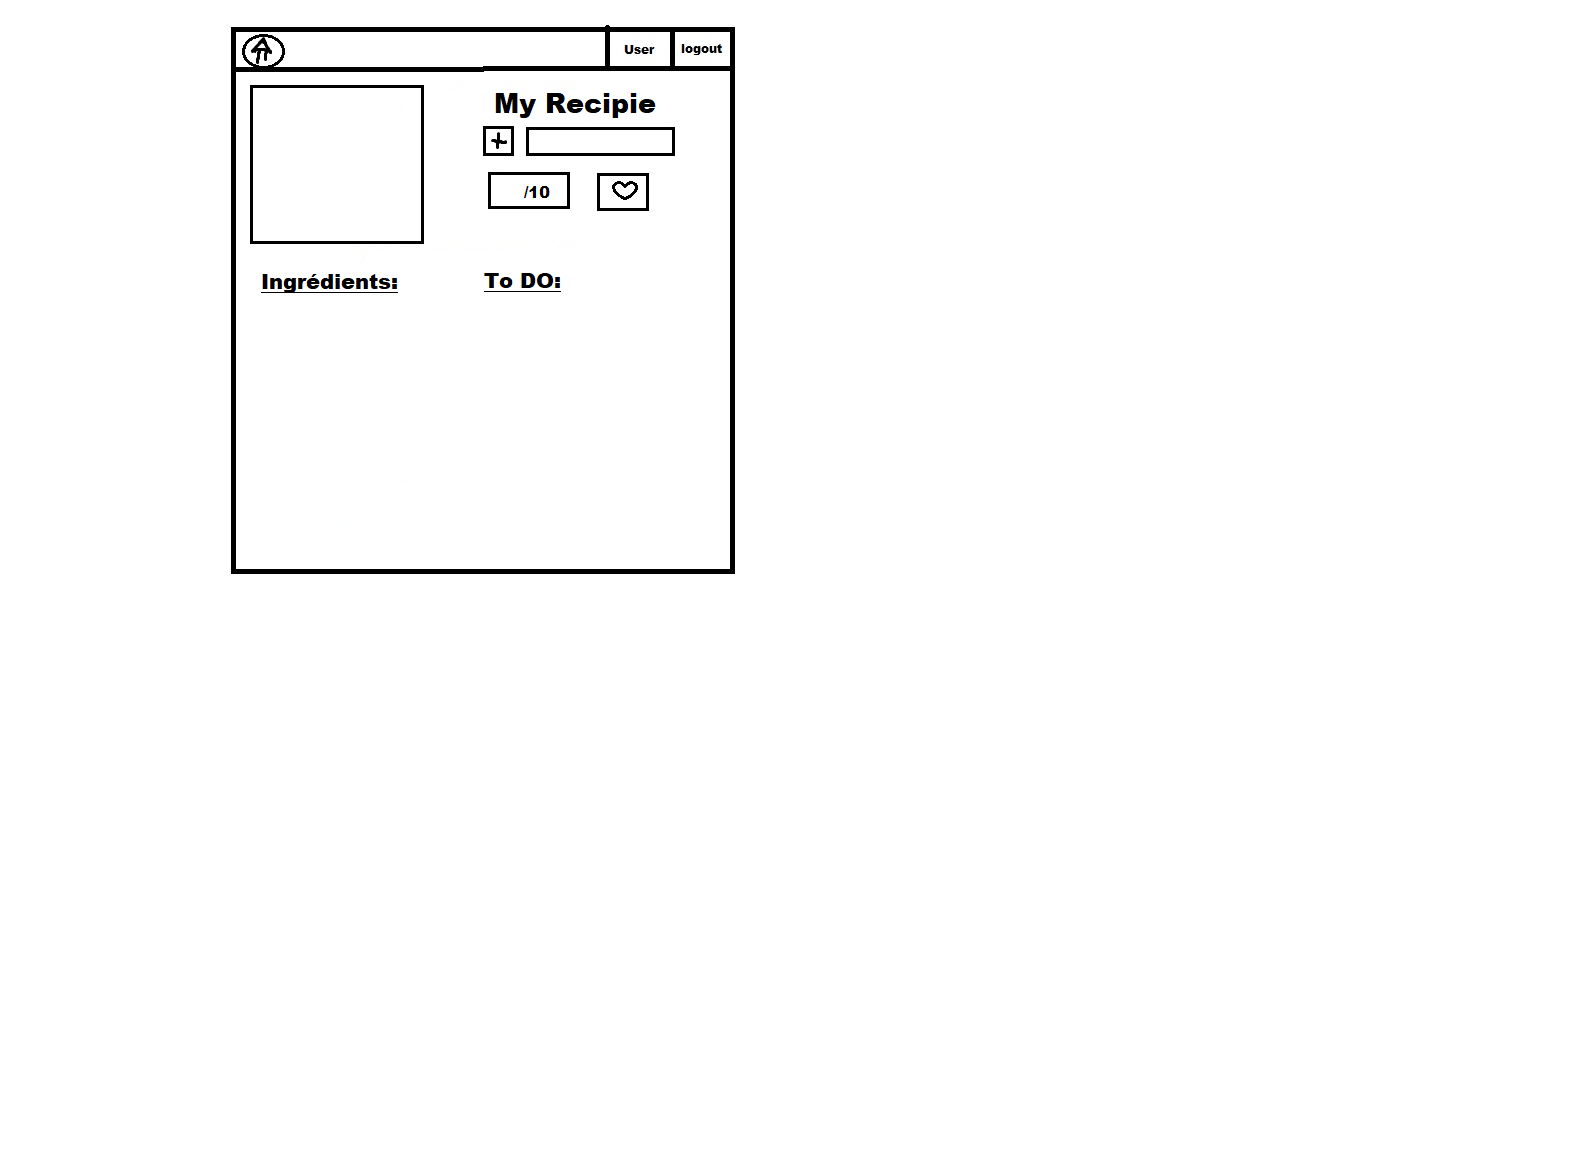 User
logout
My Recipie
+
/10
Ingrédients:
To DO: